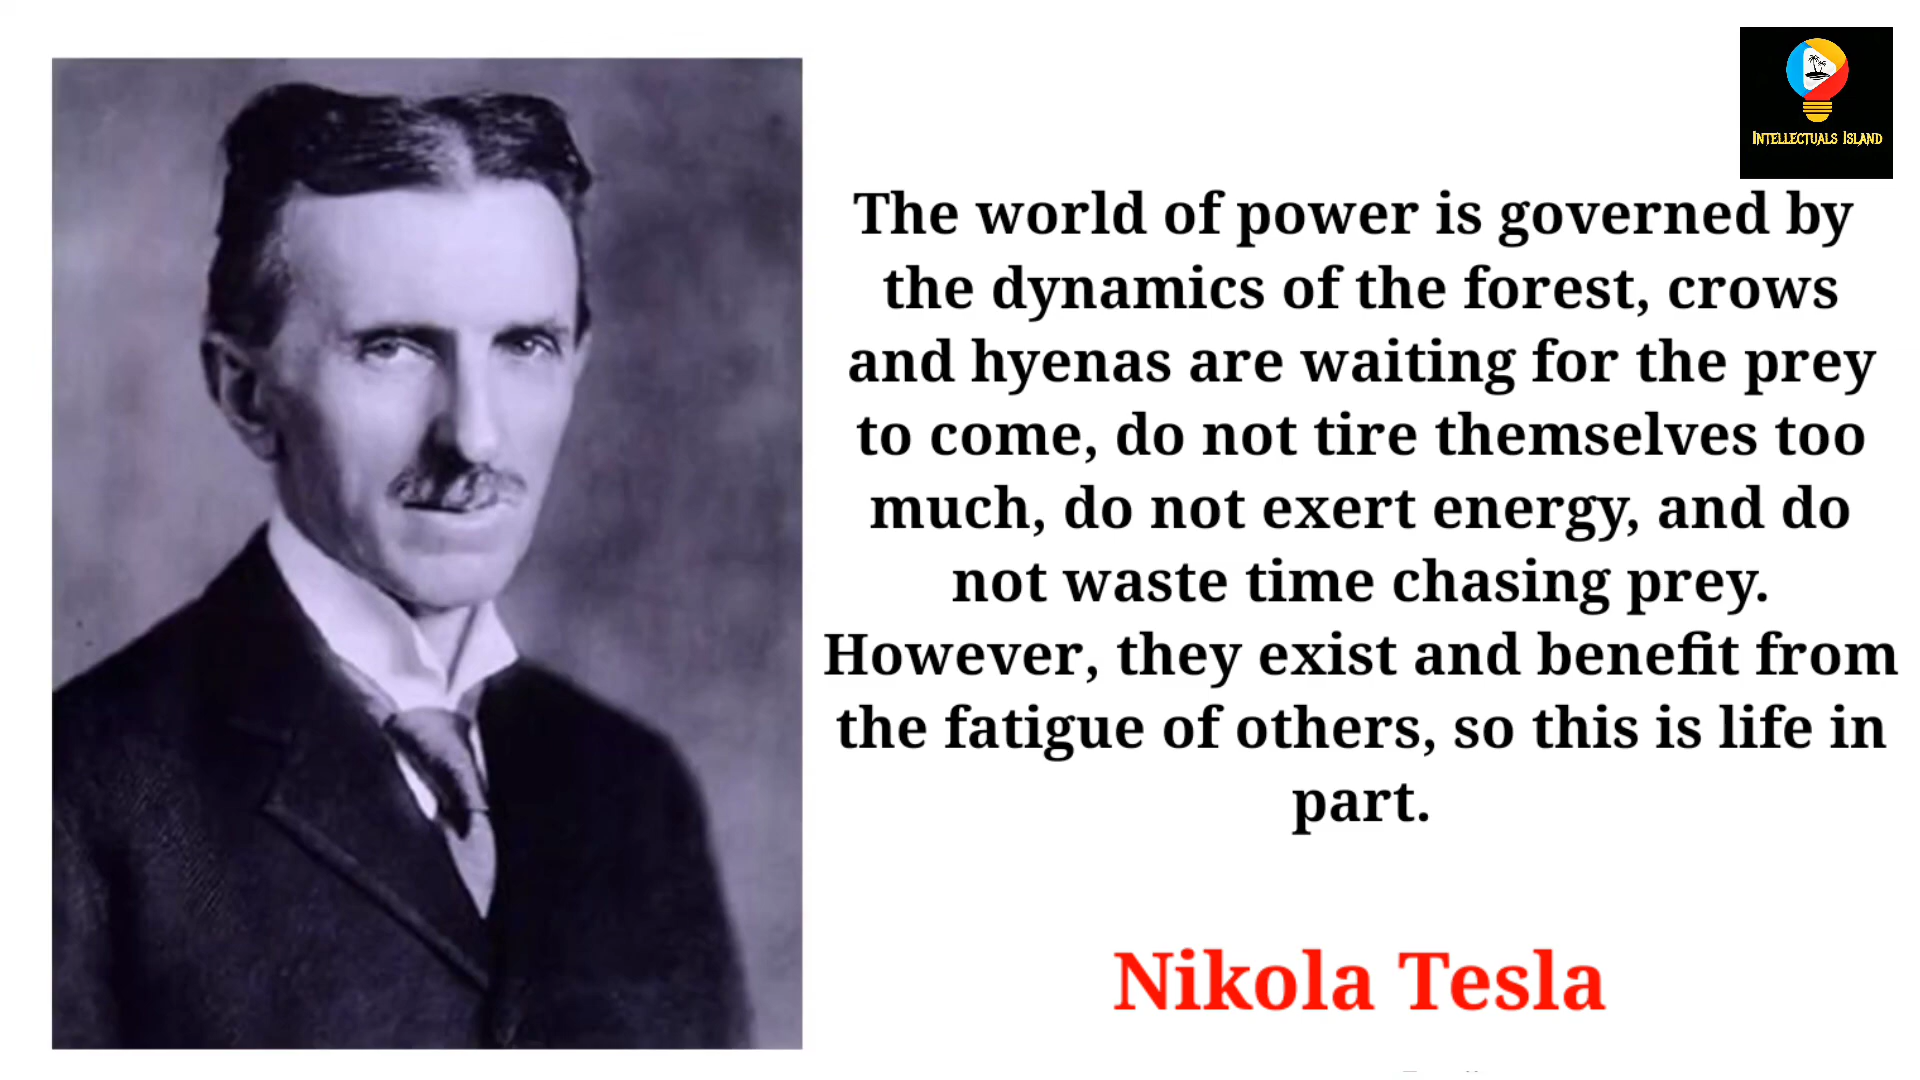 INTELLECTUALS ISLAND
The world of power is governed by
the dynamics of the forest, crows
and hyenas are waiting for the prey
to come, do not tire themselves too
much, do not exert energy, and do
not waste time chasing prey.
However, they exist and benefit from
the fatigue of others, so this is life in
part.
Nikola Tesla